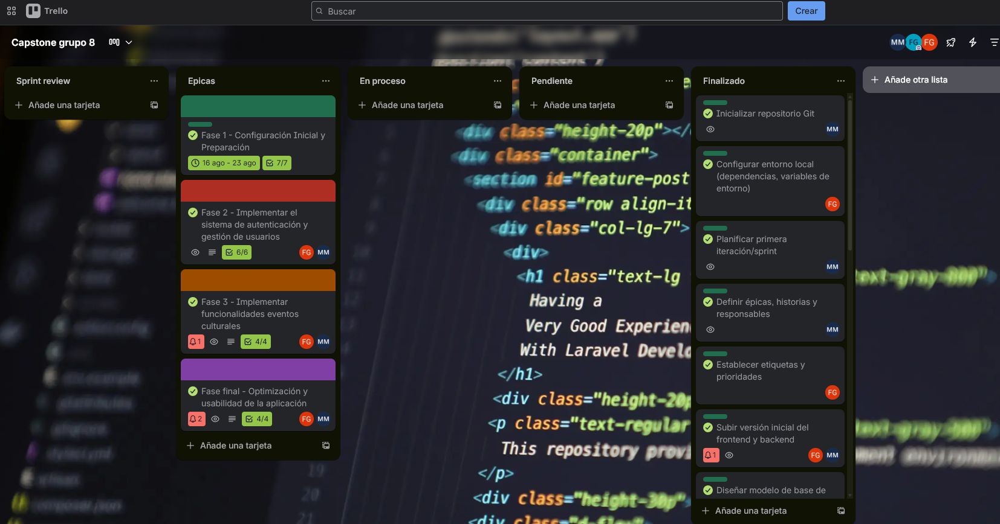 Trello
Buscar
Crear
Capstone grupo 8
MM
FG
FG
Sprint review
Añade una tarjeta
Epicas
Fase 1 - Configuración Inicial y
Preparación
16 ago - 23 ago
7/7
Fase 2 - Implementar el
sistema de autenticación y
gestión de usuarios
6/6
FG
MM
Fase 3 - Implementar
funcionalidades eventos
culturales
1
4/4
FG
MM
Fase final - Optimización y
usabilidad de la aplicación
2
4/4
FG
MM
Añade una tarjeta
En proceso
Añade una tarjeta
Pendiente
Añade una tarjeta
Finalizado
Inicializar repositorio Git
MM
Configurar entorno local
(dependencias, variables de
entorno)
FG
Planificar primera
iteración/sprint
MM
Definir épicas, historias y
responsables
MM
Establecer etiquetas y
prioridades
FG
Subir versión inicial del
frontend y backend
1
FG
MM
Diseñar modelo de base de
Añade una tarjeta
Añade otra lista
<div class="height-20p"></
<div class="container">
<section id="feature-post
<div class="row align-it
<div class="col-lg-7">
<div>
<h1 class="text-lg
Having a
Very Good Experien
With Laravel Develo
</h1>
<div class="height-20p
<p class="text-regular
This repository provi
</p>
<div class="height-30p"
19
20
21